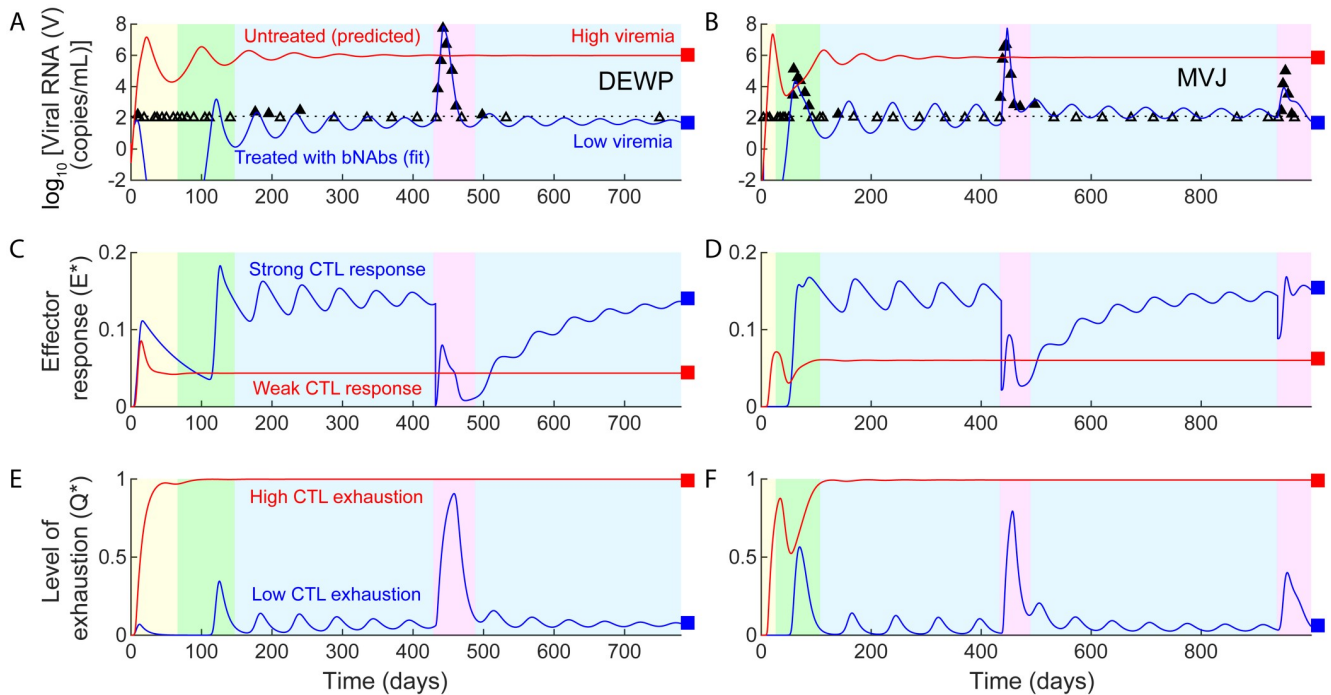 A
B
log10 [Viral RNA (V)
(copies/mL)]
8
6
4
2
0
-2
Untreated (predicted)
High viremia
DEWP
Treated with bNAbs (fit)
Low viremia
0 100 200 300 400 500 600 700
8
6
4
2
0
-2
MVJ
0 200 400 600 800
C
D
Effector
response (E*)
0.2
0.1
0
Strong CTL response
Weak CTL response
0 100 200 300 400 500 600 700
0.2
0.1
0
0 200 400 600 800
E
F
Level of
exhaustion (Q*)
1
0.5
0
High CTL exhaustion
Low CTL exhaustion
0 100 200 300 400 500 600 700
Time (days)
1
0.5
0
0 200 400 600 800
Time (days)